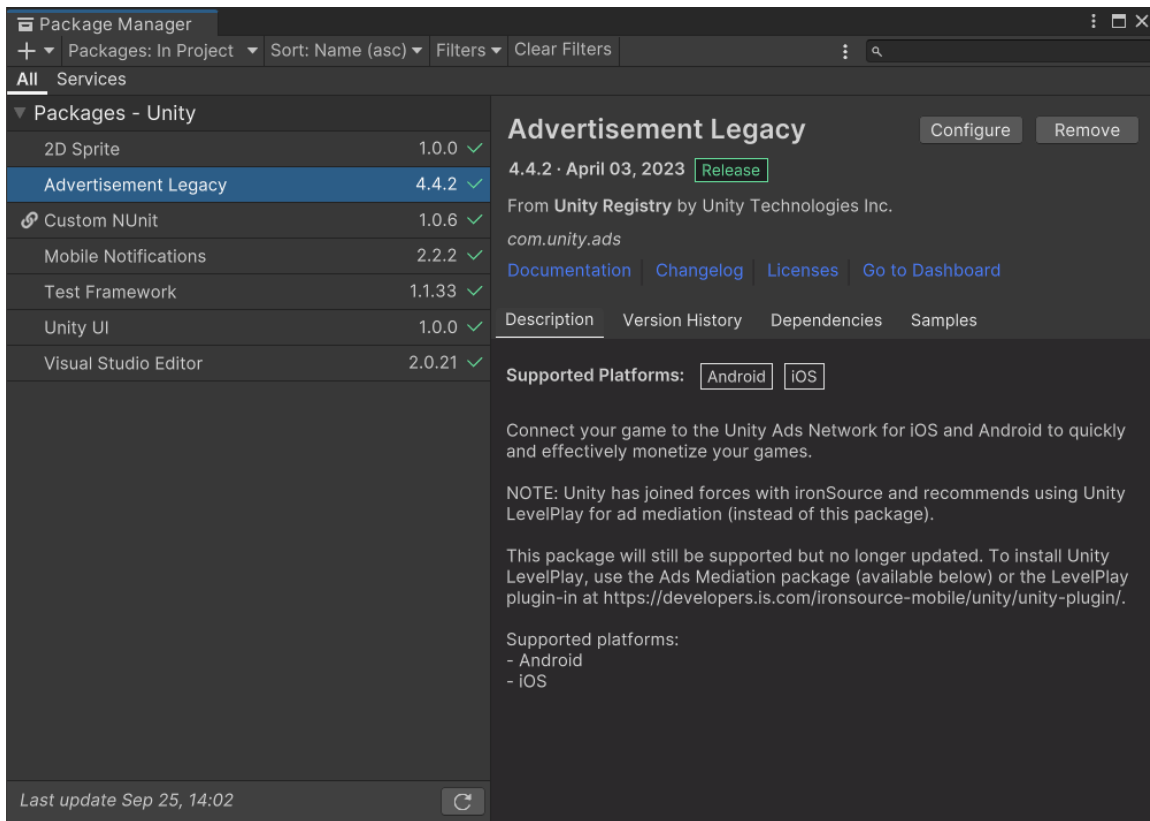 Package Manager
Packages: In Project Sort: Name (asc) Filters Clear Filters
All Services
Packages - Unity
2D Sprite 1.0.0
Advertisement Legacy 4.4.2
Custom NUnit 1.0.6
Mobile Notifications 2.2.2
Test Framework 1.1.33
Unity UI 1.0.0
Visual Studio Editor 2.0.21
Last update Sep 25, 14:02
Advertisement Legacy
Configure Remove
4.4.2 · April 03, 2023 Release
From Unity Registry by Unity Technologies Inc.
com.unity.ads
Documentation Changelog Licenses Go to Dashboard
Description Version History Dependencies Samples
Supported Platforms: Android iOS
Connect your game to the Unity Ads Network for iOS and Android to quickly
and effectively monetize your games.
NOTE: Unity has joined forces with ironSource and recommends using Unity
LevelPlay for ad mediation (instead of this package).
This package will still be supported but no longer updated. To install Unity
LevelPlay, use the Ads Mediation package (available below) or the LevelPlay
plugin-in at https://developers.is.com/ironsource-mobile/unity/unity-plugin/.
Supported platforms:
- Android
- iOS